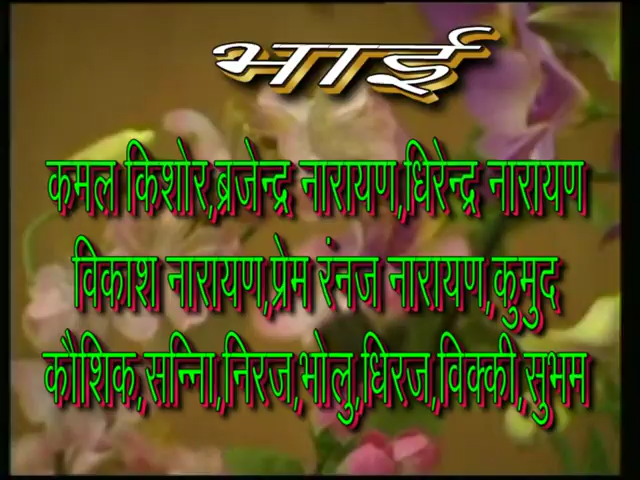 भाई
कमल किशोर,ब्रजेन्द्र नारायण,धिरेन्द्र नारायण
विकाश नारायण,प्रेम रंनज नारायण,कुमुद
कौशिक,सन्नि,निरज,भोलु,धिरज,विक्की,सुभम